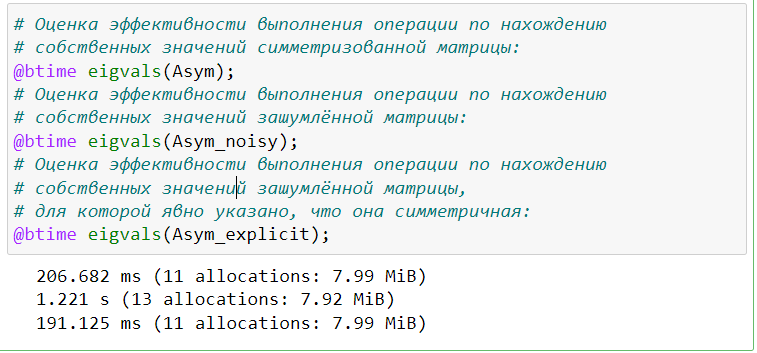 # Оценка эффективности выполнения операции по нахождению
# собственных значений симметризованной матрицы:
@btime eigvals(Asym);
# Оценка эффективности выполнения операции по нахождению
# собственных значений зашумлённой матрицы:
@btime eigvals(Asym_noisy);
# Оценка эффективности выполнения операции по нахождению
# собственных значений зашумлённой матрицы,
# для которой явно указано, что она симметричная:
@btime eigvals(Asym_explicit);
206.682 ms (11 allocations: 7.99 MiB)
1.221 s (13 allocations: 7.92 MiB)
191.125 ms (11 allocations: 7.99 MiB)